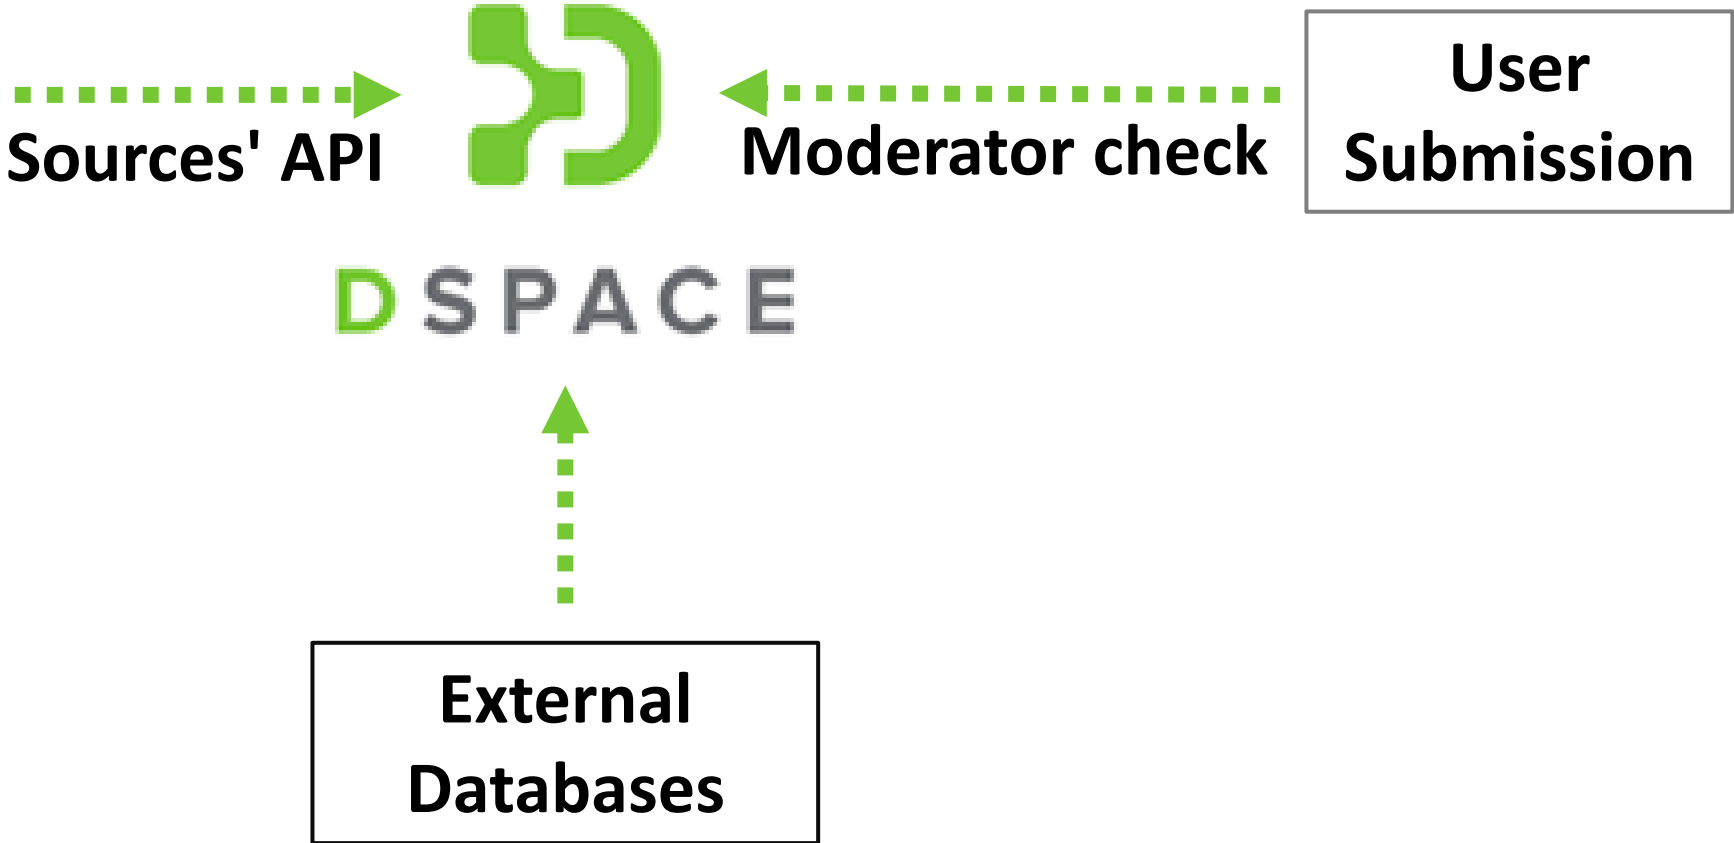 User
Submission
Sources' API
Moderator check
DSPACE
External
Databases